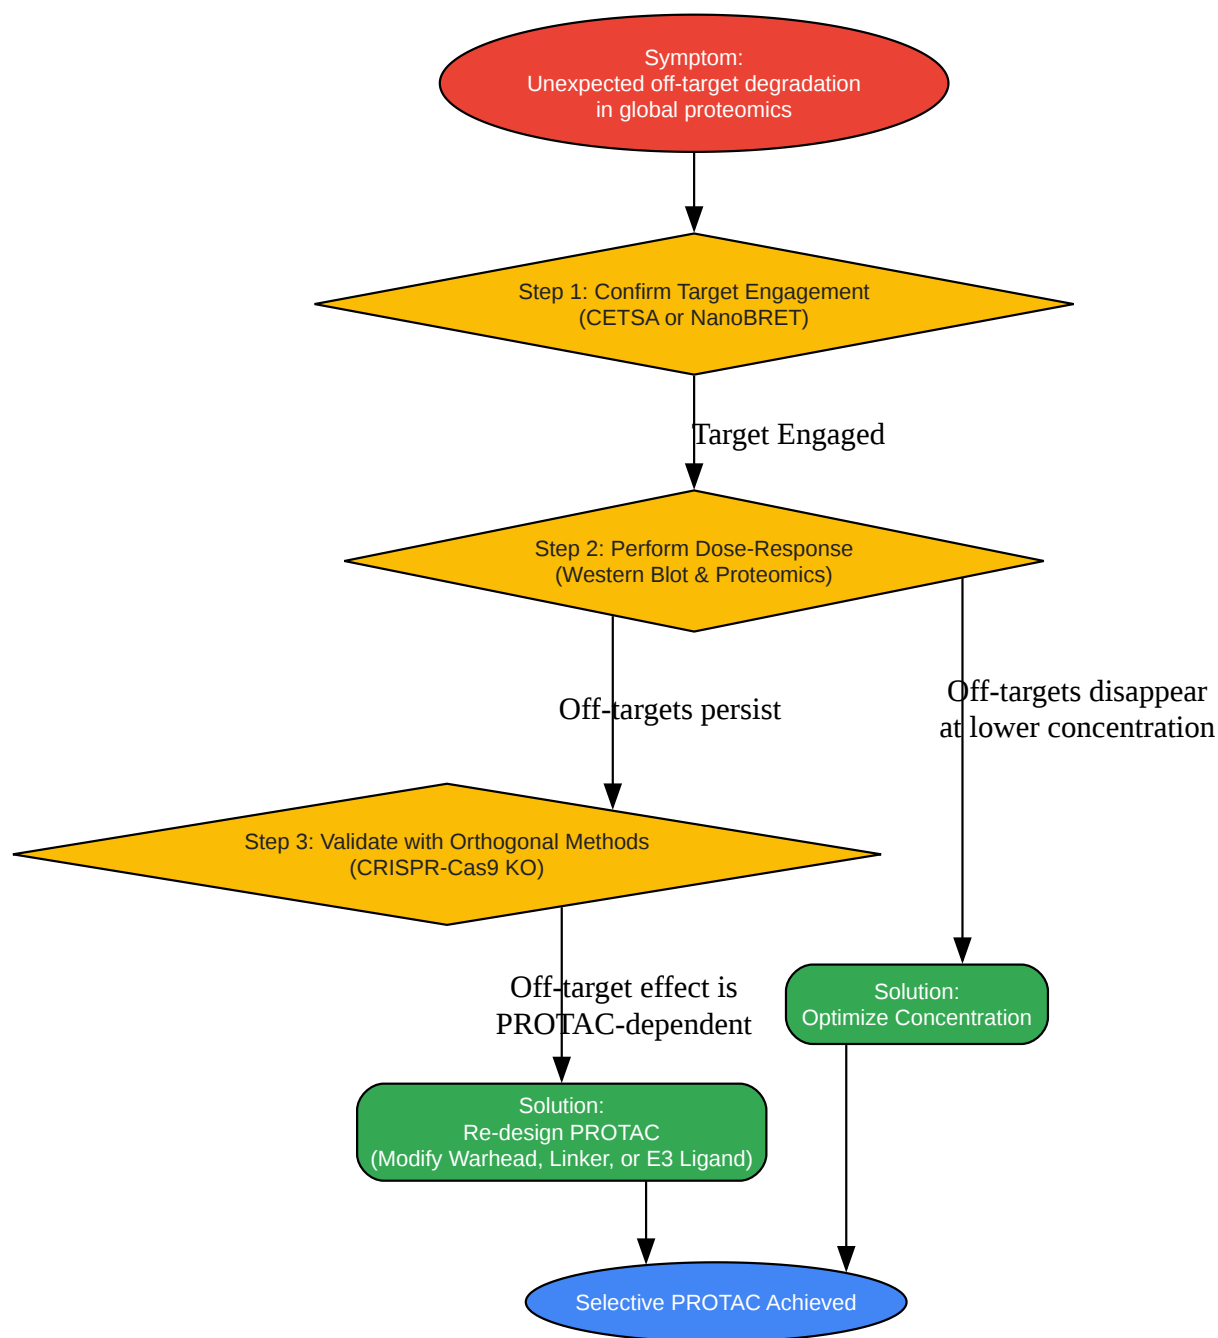 Symptom:
Unexpected off-target degradation
in global proteomics
Step 1: Confirm Target Engagement
(CETSA or NanoBRET)
Target Engaged
Step 2: Perform Dose-Response
(Western Blot & Proteomics)
Off-targets persist
Off-targets disappear
at lower concentration
Step 3: Validate with Orthogonal Methods
(CRISPR-Cas9 KO)
Off-target effect is
PROTAC-dependent
Solution:
Optimize Concentration
Solution:
Re-design PROTAC
(Modify Warhead, Linker, or E3 Ligand)
Selective PROTAC Achieved